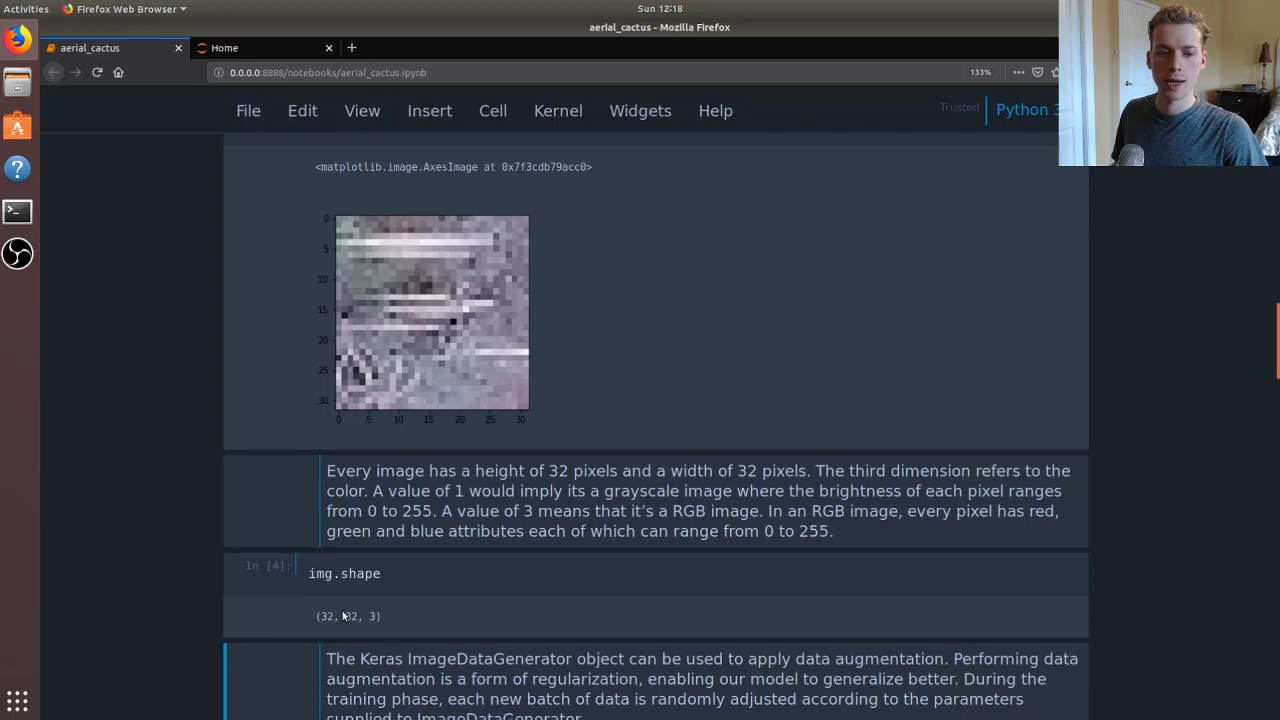 Activities
Firefox Web Browser
Sun 12:18
aerial_cactus - Mozilla Firefox
aerial_cactus
Home
0.0.0.0:8888/notebooks/aerial_cactus.ipynb
133%
File Edit View Insert Cell Kernel Widgets Help
Trusted
Python 3
<matplotlib.image.AxesImage at 0x7f3cdb79acc0>
0
5
10
15
20
25
30
0 5 10 15 20 25 30
Every image has a height of 32 pixels and a width of 32 pixels. The third dimension refers to the
color. A value of 1 would imply its a grayscale image where the brightness of each pixel ranges
from 0 to 255. A value of 3 means that it’s a RGB image. In an RGB image, every pixel has red,
green and blue attributes each of which can range from 0 to 255.
In [4]:
img.shape
(32, 32, 3)
The Keras ImageDataGenerator object can be used to apply data augmentation. Performing data
augmentation is a form of regularization, enabling our model to generalize better. During the
training phase, each new batch of data is randomly adjusted according to the parameters
supplied to ImageDataGenerator.